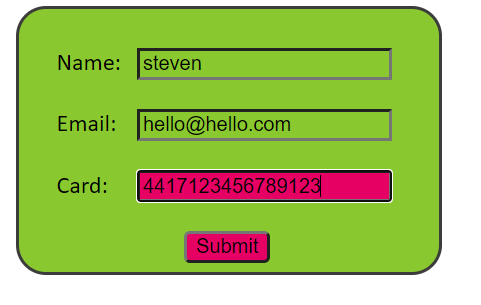 Name: steven
Email: hello@hello.com
Card: 4417123456789123
Submit